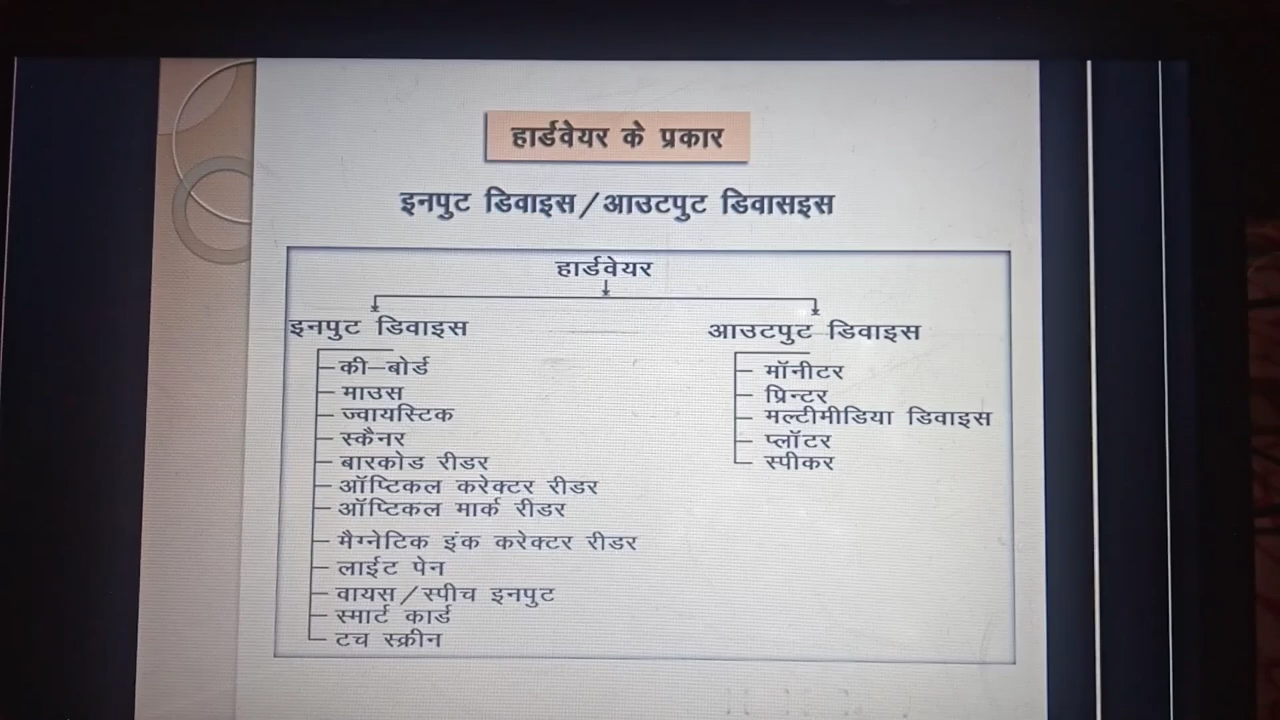 हार्डवेयर के प्रकार
इनपुट डिवाइस/आउटपुट डिवासइस
हार्डवेयर
इनपुट डिवाइस
की–बोर्ड
माउस
ज्वायस्टिक
स्कैनर
बारकोड रीडर
ऑप्टिकल करेक्टर रीडर
ऑप्टिकल मार्क रीडर
मैग्नेटिक इंक करेक्टर रीडर
लाईट पेन
वायस/स्पीच इनपुट
स्मार्ट कार्ड
टच स्क्रीन
आउटपुट डिवाइस
मॉनीटर
प्रिन्टर
मल्टीमीडिया डिवाइस
प्लॉटर
स्पीकर